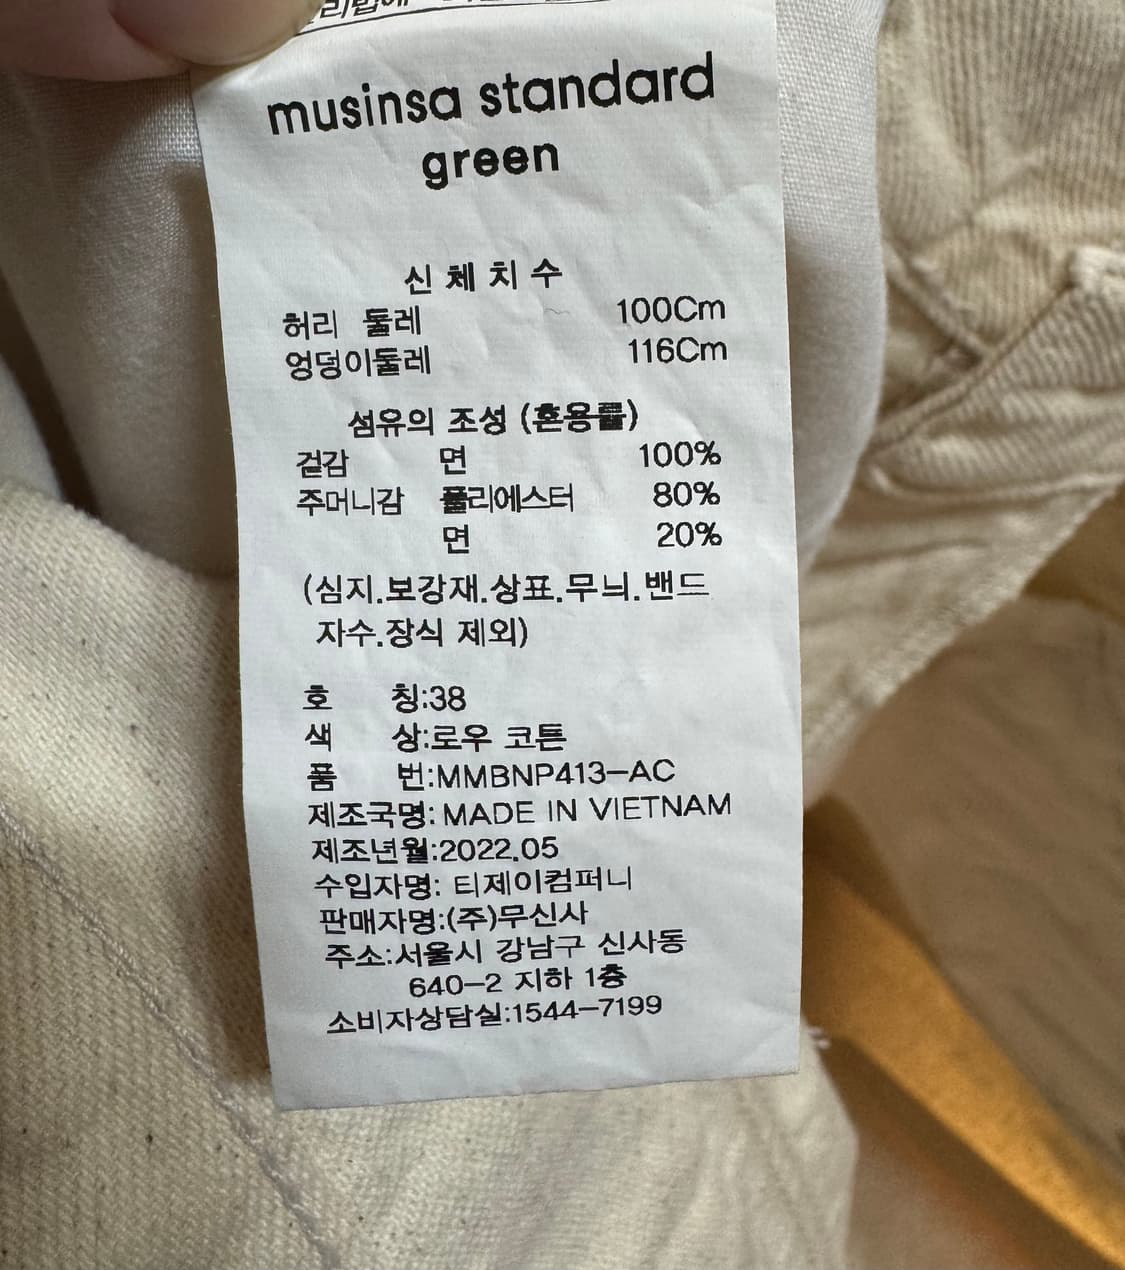 musinsa standard
green
신체치수
허리 둘레 100Cm
엉덩이둘레 116Cm
섬유의 조성 (혼용률)
겉감 면 100%
주머니감 폴리에스터 80%
면 20%
(심지.보강재.상표.무늬.밴드
자수.장식 제외)
호 칭:38
색 상:로우 코튼
품 번:MMBNP413-AC
제조국명: MADE IN VIETNAM
제조년월:2022.05
수입자명: 티제이컴퍼니
판매자명:(주)무신사
주소:서울시 강남구 신사동
640-2 지하 1층
소비자상담실:1544-7199